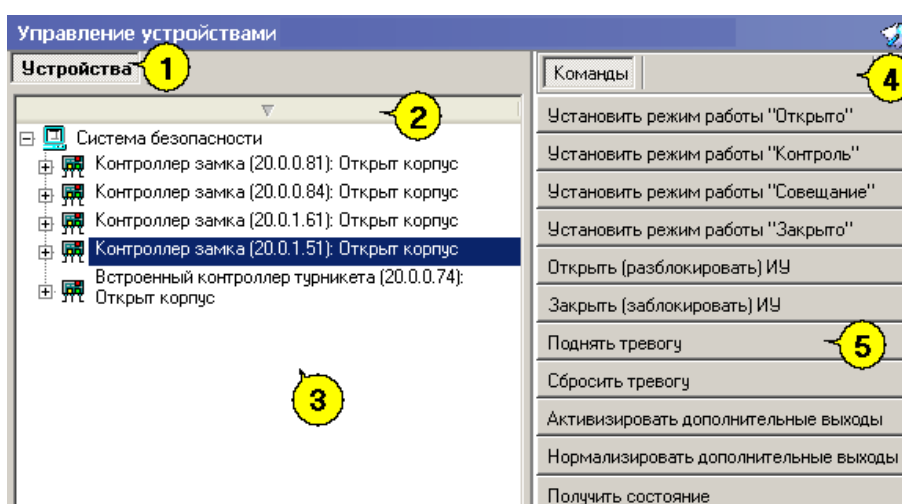 Управление устройствами
Устройства
1
2
Система безопасности
Контроллер замка (20.0.0.81): Открыт корпус
Контроллер замка (20.0.0.84): Открыт корпус
Контроллер замка (20.0.1.61): Открыт корпус
Контроллер замка (20.0.1.51): Открыт корпус
Встроенный контроллер турникета (20.0.0.74):
Открыт корпус
3
Команды
4
Установить режим работы "Открыто"
Установить режим работы "Контроль"
Установить режим работы "Совещание"
Установить режим работы "Закрыто"
Открыть (разблокировать) ИУ
Закрыть (заблокировать) ИУ
Поднять тревогу
5
Сбросить тревогу
Активизировать дополнительные выходы
Нормализировать дополнительные выходы
Получить состояние